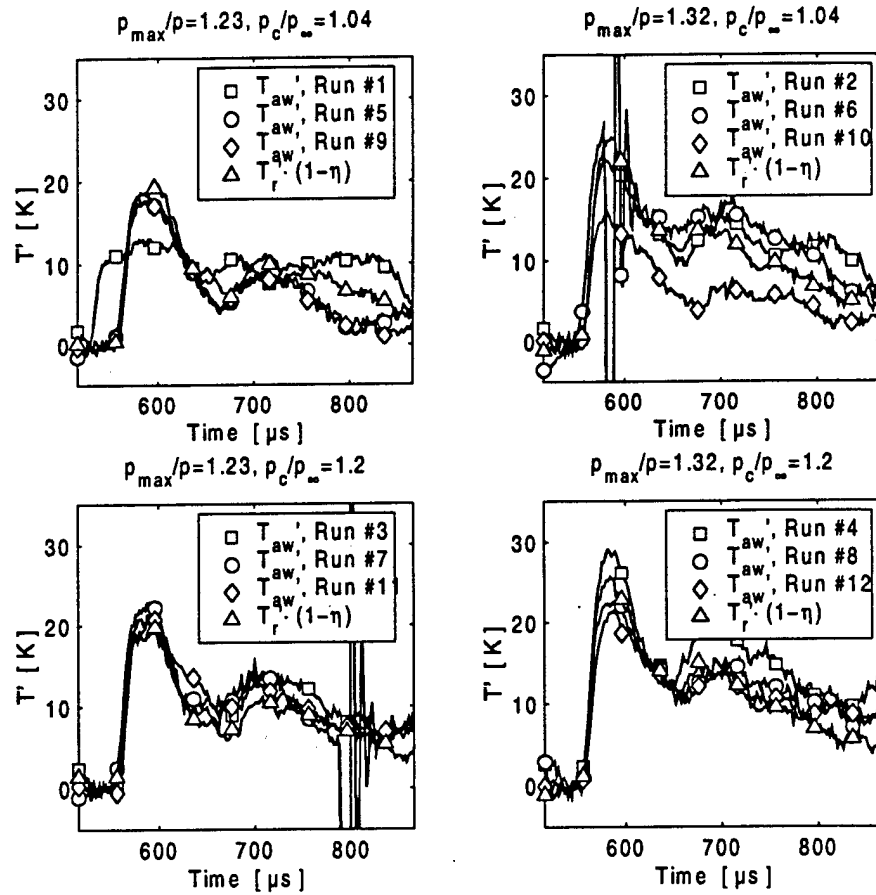 p_max/p=1.23, p_c/p_∞=1.04
T_aw', Run #1
T_aw', Run #5
T_aw', Run #9
T_r'·(1−η)
T' [K]
30
20
10
0
600 700 800
Time [µs]
p_max/p=1.32, p_c/p_∞=1.04
T_aw', Run #2
T_aw', Run #6
T_aw', Run #10
T_r'·(1−η)
T' [K]
30
20
10
0
600 700 800
Time [µs]
p_max/p=1.23, p_c/p_∞=1.2
T_aw', Run #3
T_aw', Run #7
T_aw', Run #11
T_r'·(1−η)
T' [K]
30
20
10
0
600 700 800
Time [µs]
p_max/p=1.32, p_c/p_∞=1.2
T_aw', Run #4
T_aw', Run #8
T_aw', Run #12
T_r'·(1−η)
T' [K]
30
20
10
0
600 700 800
Time [µs]